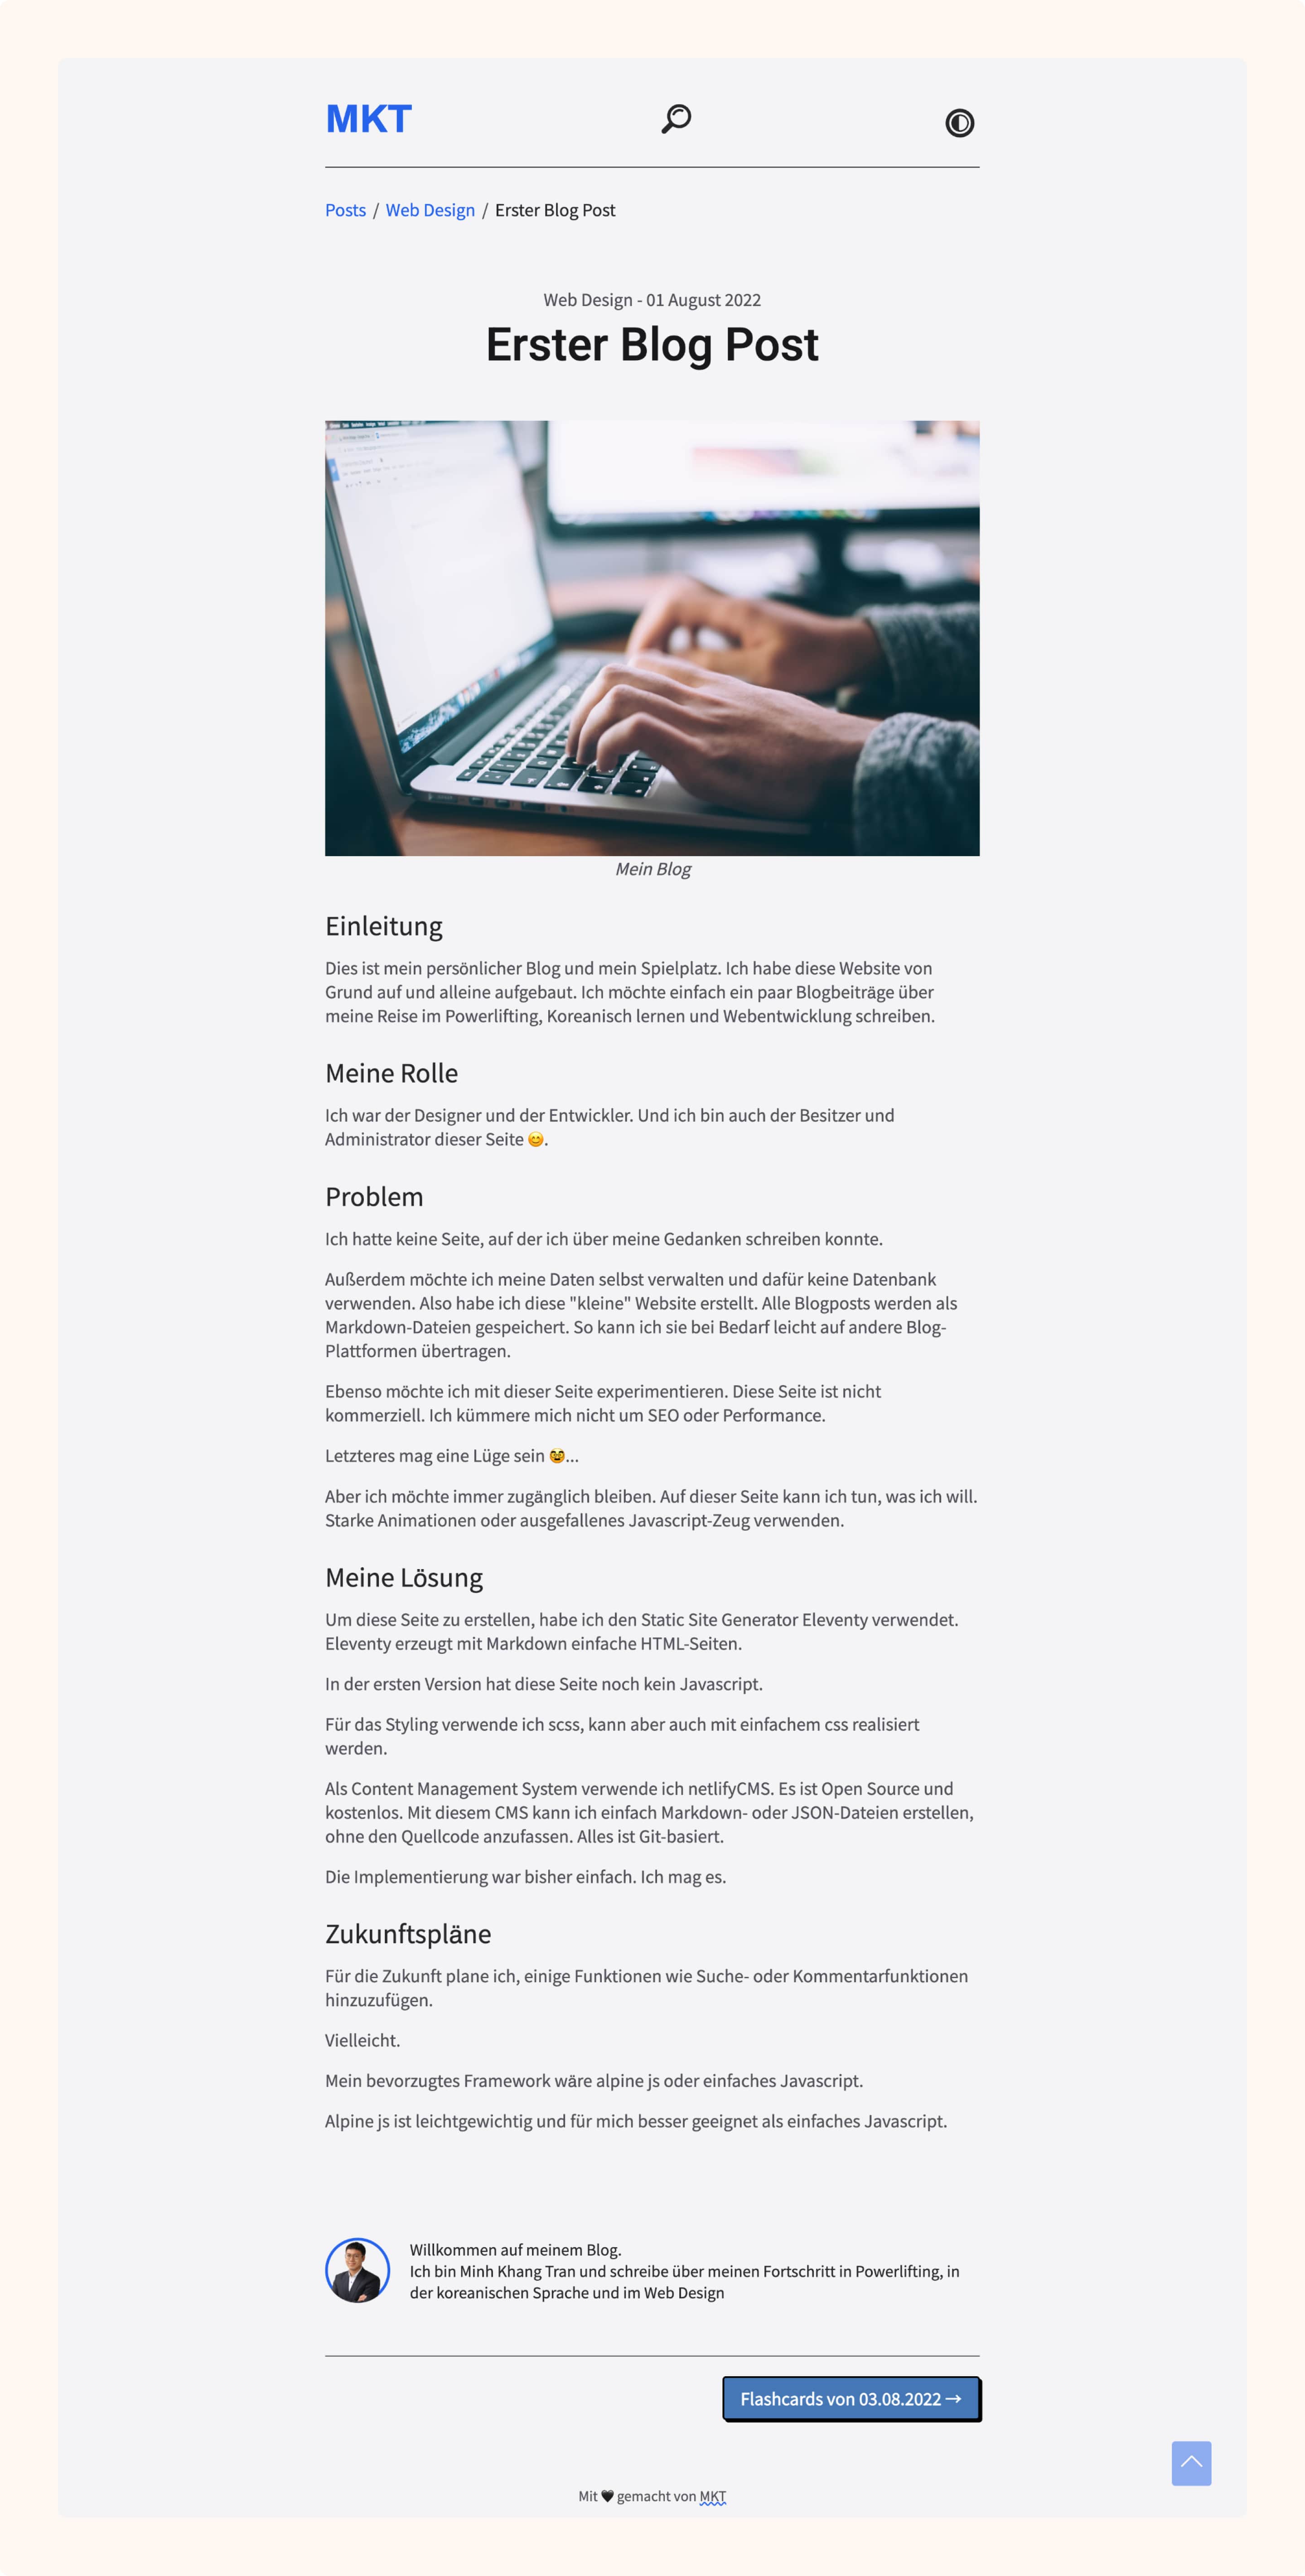 MKT
Posts / Web Design / Erster Blog Post
Web Design - 01 August 2022
Erster Blog Post
Mein Blog
Einleitung
Dies ist mein persönlicher Blog und mein Spielplatz. Ich habe diese Website von
Grund auf und alleine aufgebaut. Ich möchte einfach ein paar Blogbeiträge über
meine Reise im Powerlifting, Koreanisch lernen und Webentwicklung schreiben.
Meine Rolle
Ich war der Designer und der Entwickler. Und ich bin auch der Besitzer und
Administrator dieser Seite 😊.
Problem
Ich hatte keine Seite, auf der ich über meine Gedanken schreiben konnte.
Außerdem möchte ich meine Daten selbst verwalten und dafür keine Datenbank
verwenden. Also habe ich diese "kleine" Website erstellt. Alle Blogposts werden als
Markdown-Dateien gespeichert. So kann ich sie bei Bedarf leicht auf andere Blog-
Plattformen übertragen.
Ebenso möchte ich mit dieser Seite experimentieren. Diese Seite ist nicht
kommerziell. Ich kümmere mich nicht um SEO oder Performance.
Letzteres mag eine Lüge sein 🥸...
Aber ich möchte immer zugänglich bleiben. Auf dieser Seite kann ich tun, was ich will.
Starke Animationen oder ausgefallenes Javascript-Zeug verwenden.
Meine Lösung
Um diese Seite zu erstellen, habe ich den Static Site Generator Eleventy verwendet.
Eleventy erzeugt mit Markdown einfache HTML-Seiten.
In der ersten Version hat diese Seite noch kein Javascript.
Für das Styling verwende ich scss, kann aber auch mit einfachem css realisiert
werden.
Als Content Management System verwende ich netlifyCMS. Es ist Open Source und
kostenlos. Mit diesem CMS kann ich einfach Markdown- oder JSON-Dateien erstellen,
ohne den Quellcode anzufassen. Alles ist Git-basiert.
Die Implementierung war bisher einfach. Ich mag es.
Zukunftspläne
Für die Zukunft plane ich, einige Funktionen wie Suche- oder Kommentarfunktionen
hinzuzufügen.
Vielleicht.
Mein bevorzugtes Framework wäre alpine js oder einfaches Javascript.
Alpine js ist leichtgewichtig und für mich besser geeignet als einfaches Javascript.
Willkommen auf meinem Blog.
Ich bin Minh Khang Tran und schreibe über meinen Fortschritt in Powerlifting, in
der koreanischen Sprache und im Web Design
Flashcards von 03.08.2022 →
Mit 🖤 gemacht von MKT